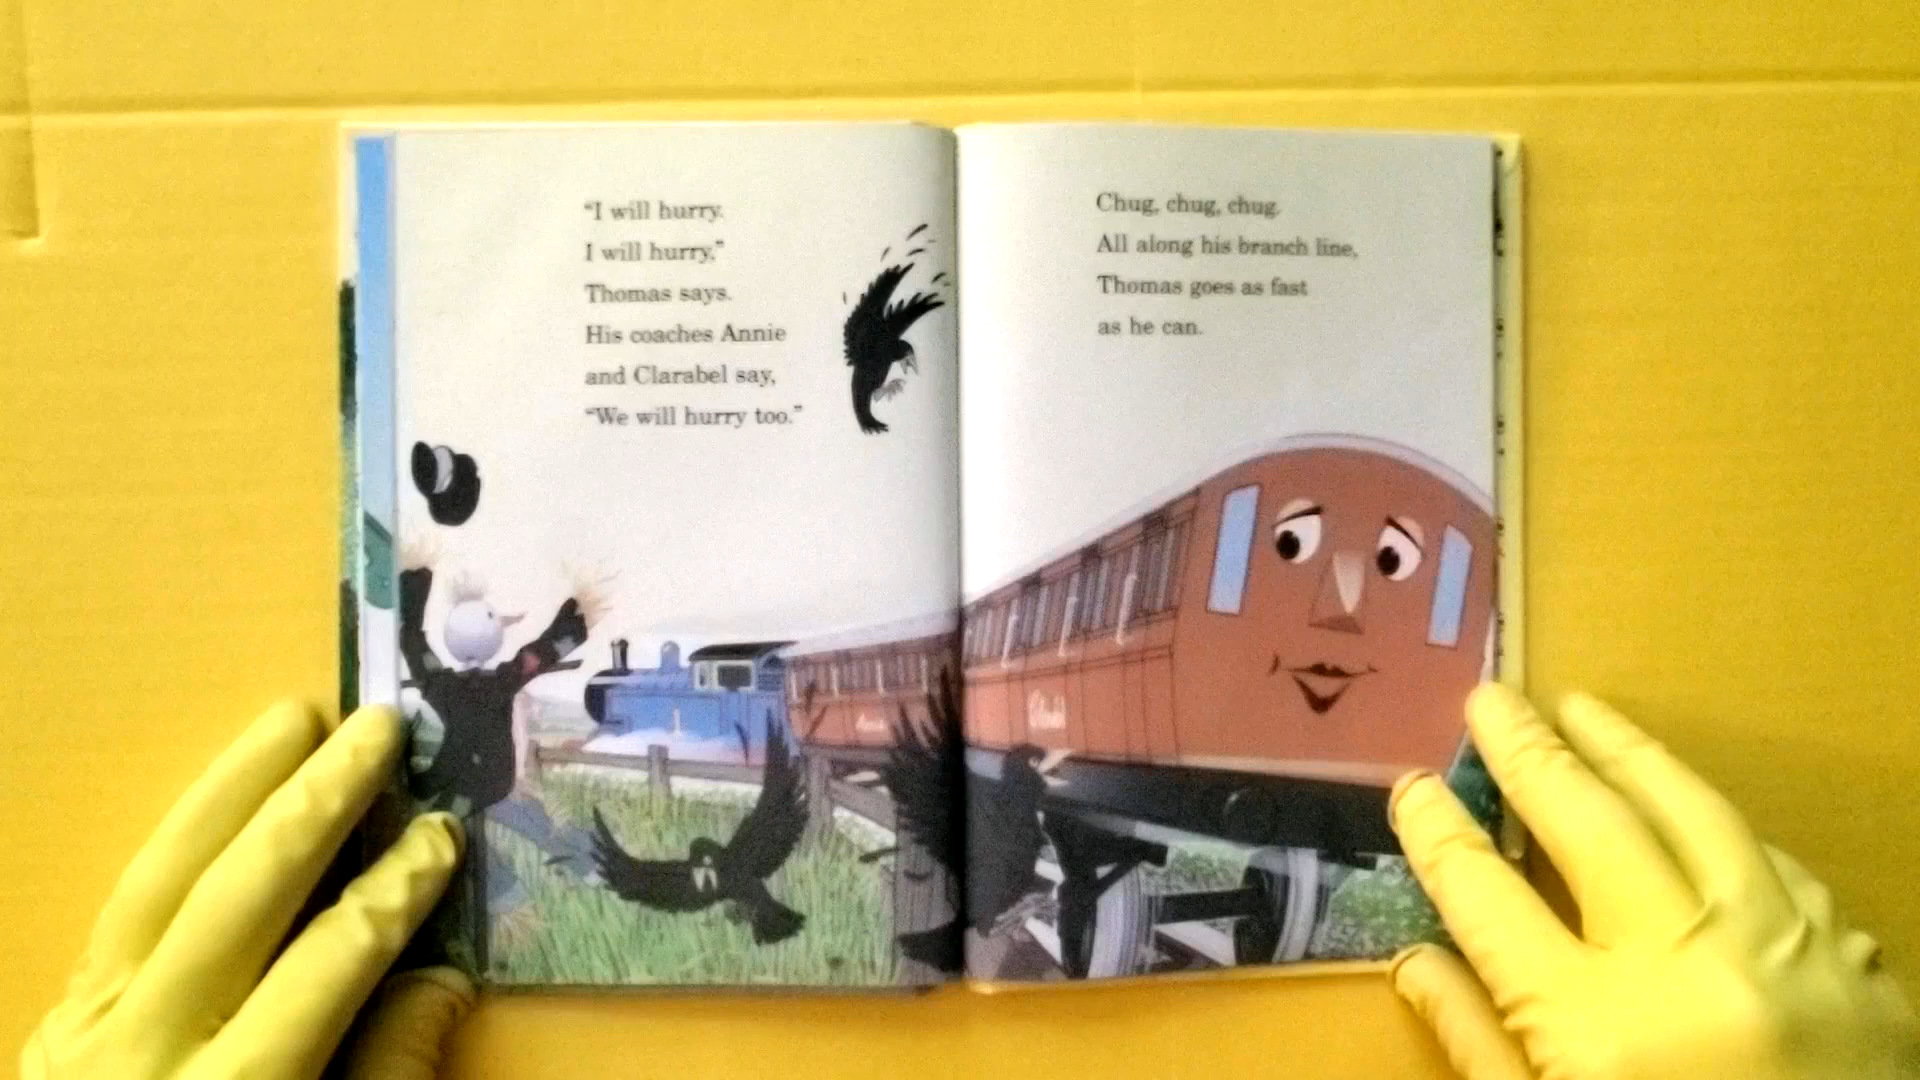 “I will hurry.
I will hurry,”
Thomas says.
His coaches Annie
and Clarabel say,
“We will hurry too.”
Chug, chug, chug.
All along his branch line,
Thomas goes as fast
as he can.
1